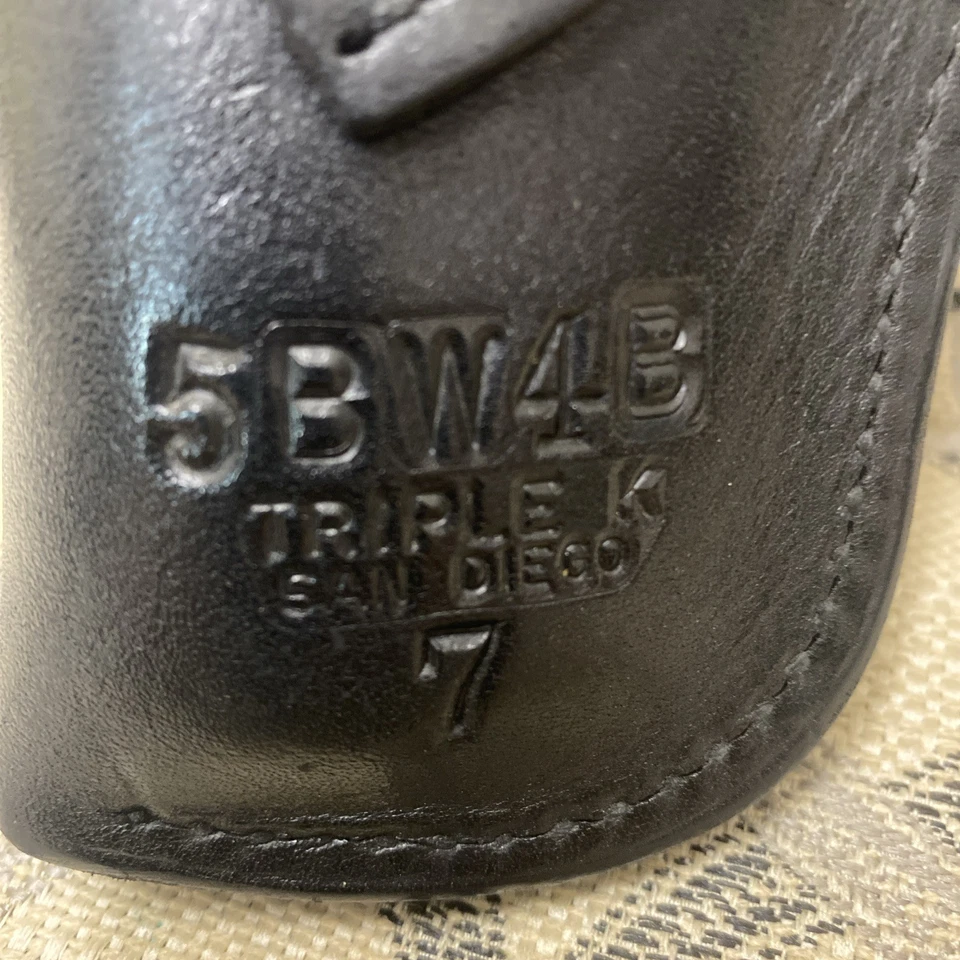 5BW4B
TRIPLE K
SAN DIEGO
7